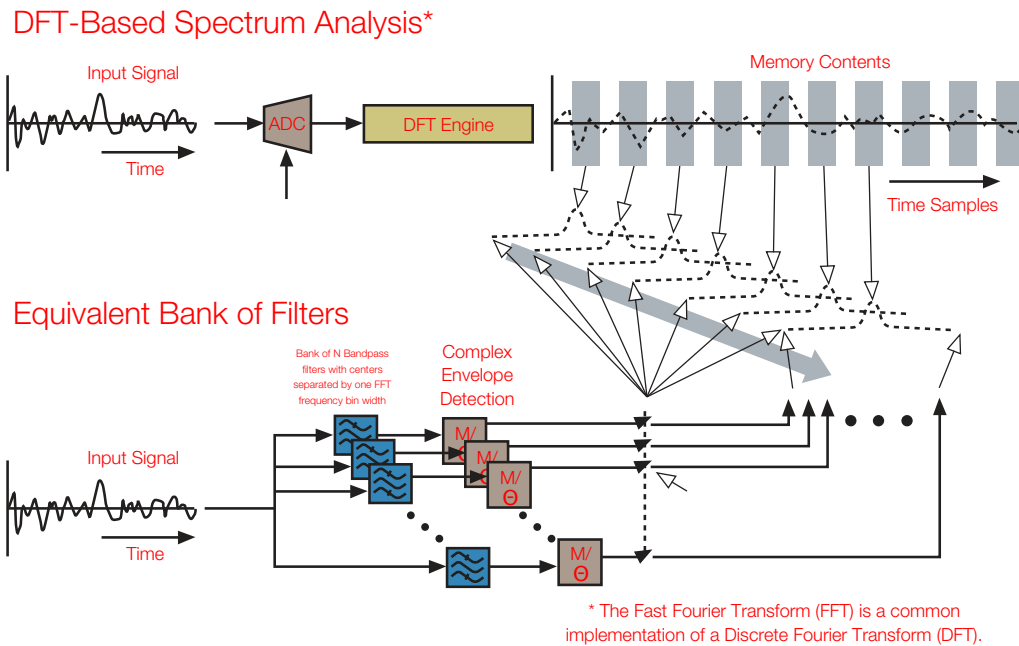 DFT-Based Spectrum Analysis*
Input Signal
Time
ADC
DFT Engine
Memory Contents
Time Samples
Equivalent Bank of Filters
Bank of N Bandpass
filters with centers
separated by one FFT
frequency bin width
Complex
Envelope
Detection
Input Signal
Time
M/
Θ
M/
Θ
M/
Θ
M/
Θ
* The Fast Fourier Transform (FFT) is a common
implementation of a Discrete Fourier Transform (DFT).